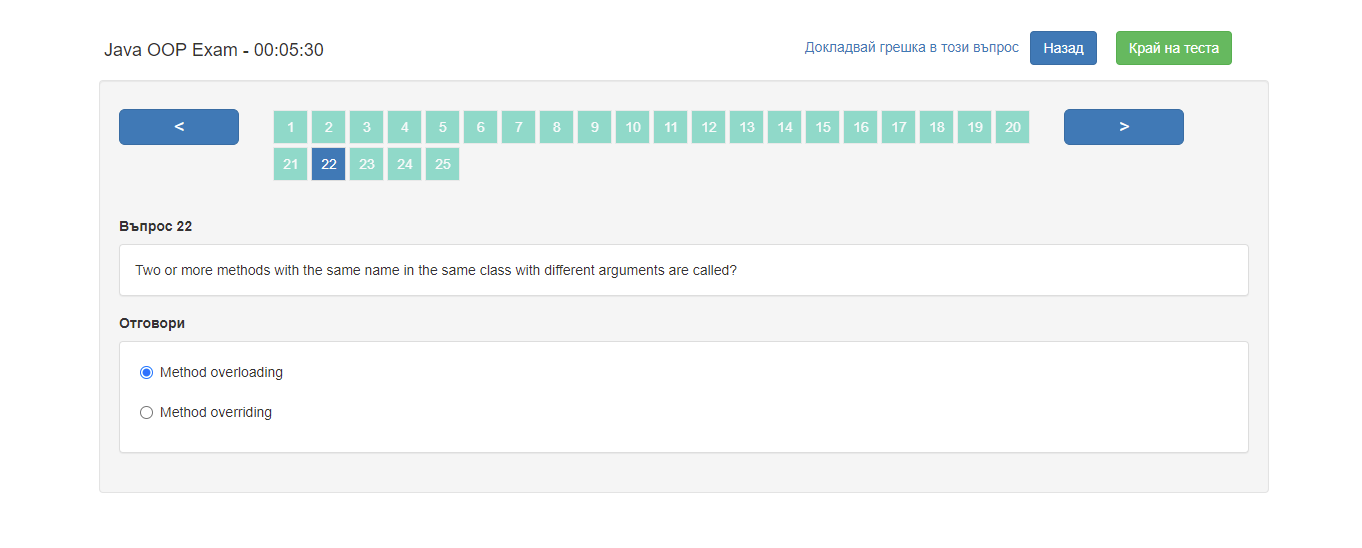 Java OOP Exam - 00:05:30
Докладвай грешка в този въпрос
Назад
Край на теста
<
1 2 3 4 5 6 7 8 9 10 11 12 13 14 15 16 17 18 19 20
>
21 22 23 24 25
Въпрос 22
Two or more methods with the same name in the same class with different arguments are called?
Отговори
Method overloading
Method overriding